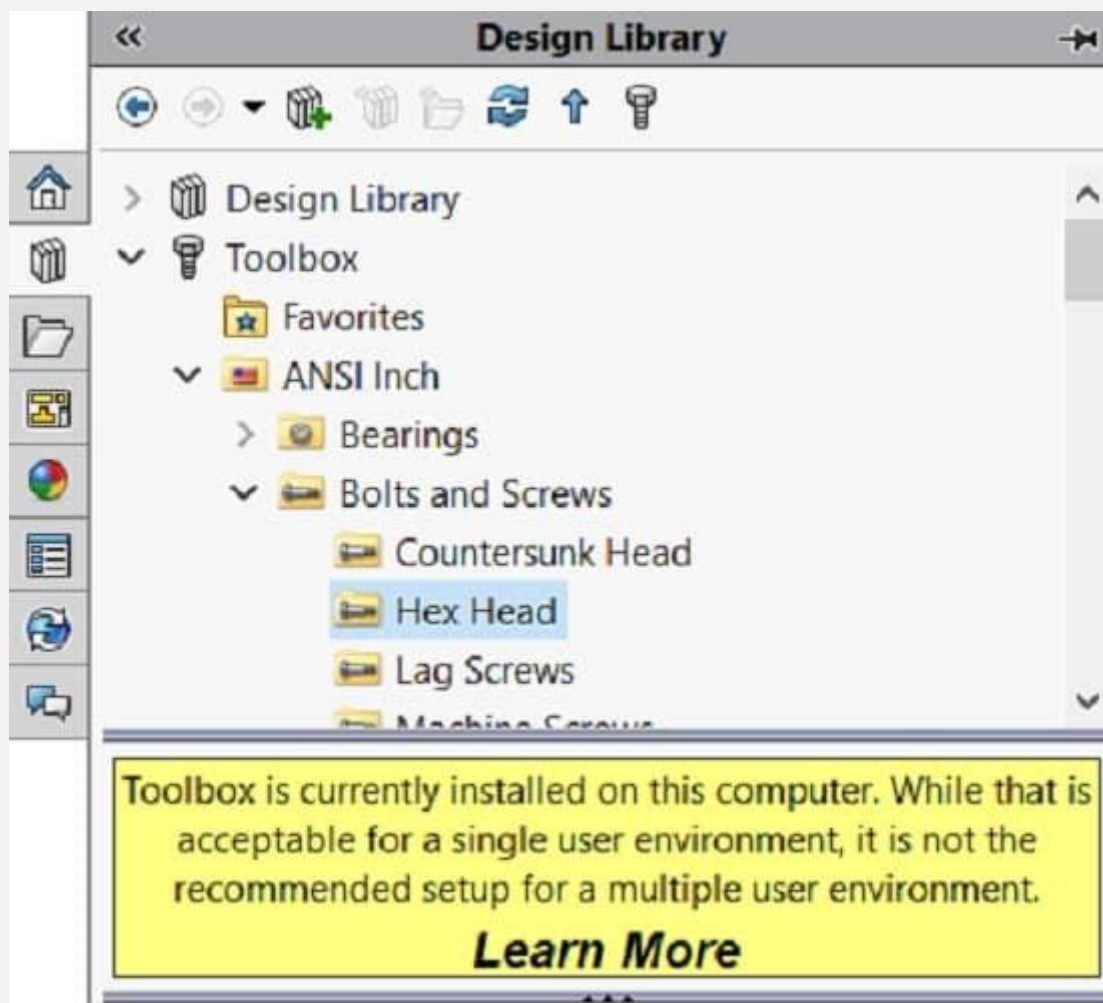 Design Library
Design Library
Toolbox
Favorites
ANSI Inch
Bearings
Bolts and Screws
Countersunk Head
Hex Head
Lag Screws
Machine Screws
Toolbox is currently installed on this computer. While that is
acceptable for a single user environment, it is not the
recommended setup for a multiple user environment.
Learn More